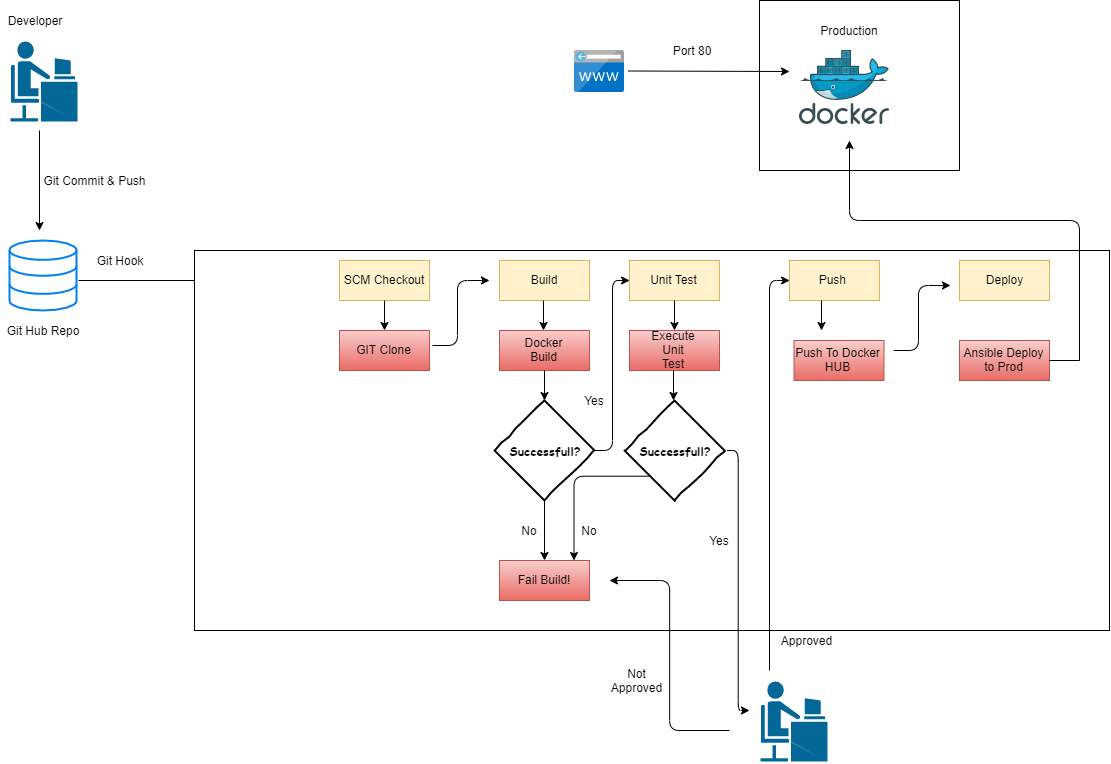 Developer
Production
Port 80
WWW
docker
Git Commit & Push
Git Hook
Git Hub Repo
SCM Checkout
Build
Unit Test
Push
Deploy
GIT Clone
Docker
Build
Execute
Unit
Test
Push To Docker
HUB
Ansible Deploy
to Prod
Yes
Successfull?
Successfull?
No
No
Yes
Fail Build!
Approved
Not
Approved